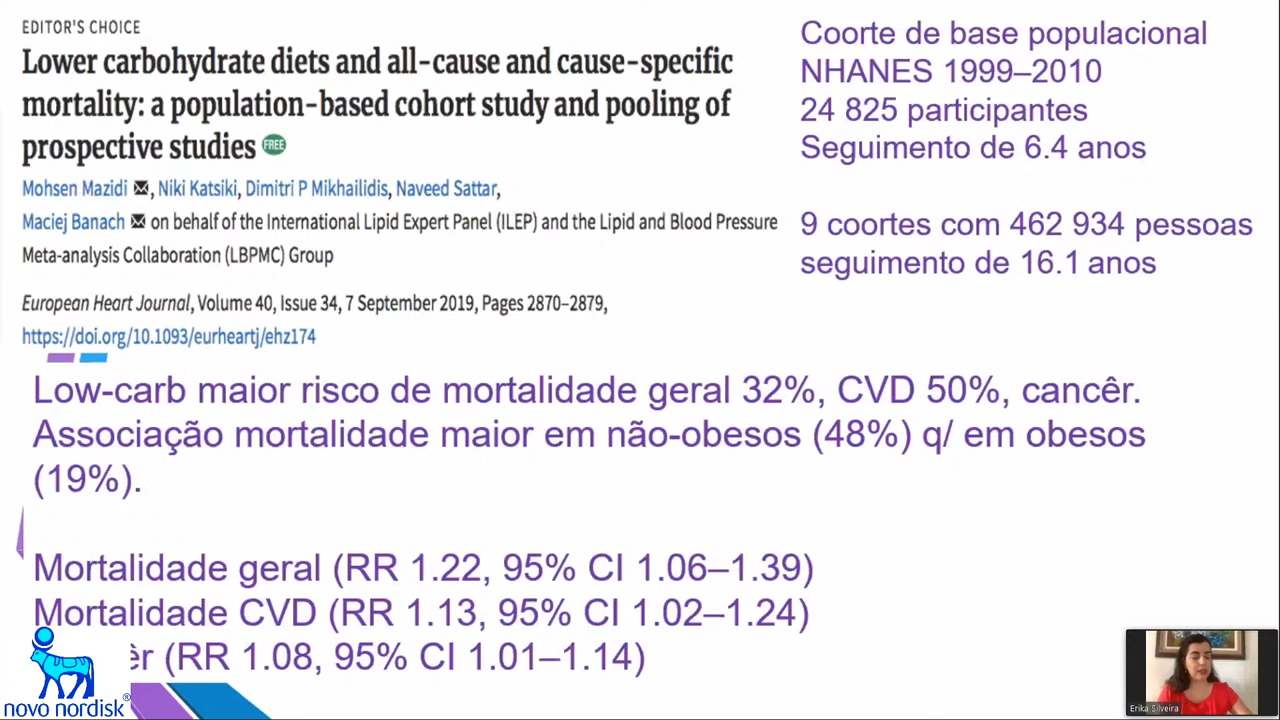 EDITOR'S CHOICE
Lower carbohydrate diets and all-cause and cause-specific
mortality: a population-based cohort study and pooling of
prospective studies FREE
Mohsen Mazidi, Niki Katsiki, Dimitri P Mikhailidis, Naveed Sattar,
Maciej Banach on behalf of the International Lipid Expert Panel (ILEP) and the Lipid and Blood Pressure
Meta-analysis Collaboration (LBPMC) Group
European Heart Journal, Volume 40, Issue 34, 7 September 2019, Pages 2870–2879,
https://doi.org/10.1093/eurheartj/ehz174
Coorte de base populacional
NHANES 1999–2010
24 825 participantes
Seguimento de 6.4 anos
9 coortes com 462 934 pessoas
seguimento de 16.1 anos
Low-carb maior risco de mortalidade geral 32%, CVD 50%, cancêr.
Associação mortalidade maior em não-obesos (48%) q/ em obesos
(19%).
Mortalidade geral (RR 1.22, 95% CI 1.06–1.39)
Mortalidade CVD (RR 1.13, 95% CI 1.02–1.24)
êr (RR 1.08, 95% CI 1.01–1.14)
novo nordisk®
Erika Silveira